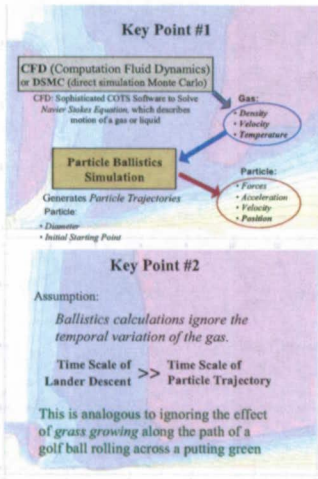 Key Point #1
CFD (Computation Fluid Dynamics)
or DSMC (direct simulation Monte Carlo)
CFD: Sophisticated COTS Software to Solve
Navier Stokes Equation, which describes
motion of a gas or liquid
Gas:
• Density
• Velocity
• Temperature
Particle Ballistics
Simulation
Generates Particle Trajectories
Particle:
• Diameter
• Initial Starting Point
Particle:
• Forces
• Acceleration
• Velocity
• Position
Key Point #2
Assumption:
Ballistics calculations ignore the
temporal variation of the gas.
Time Scale of >> Time Scale of
Lander Descent Particle Trajectory
This is analogous to ignoring the effect
of grass growing along the path of a
golf ball rolling across a putting green